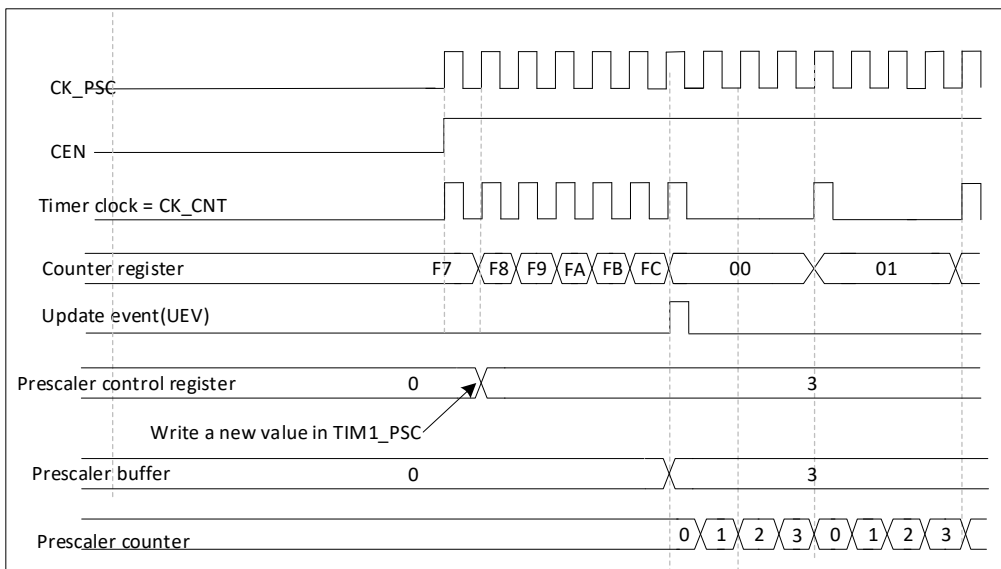 CK_PSC
CEN
Timer clock = CK_CNT
Counter register F7 F8 F9 FA FB FC 00 01
Update event(UEV)
Prescaler control register 0 3
Write a new value in TIM1_PSC
Prescaler buffer 0 3
Prescaler counter 0 1 2 3 0 1 2 3